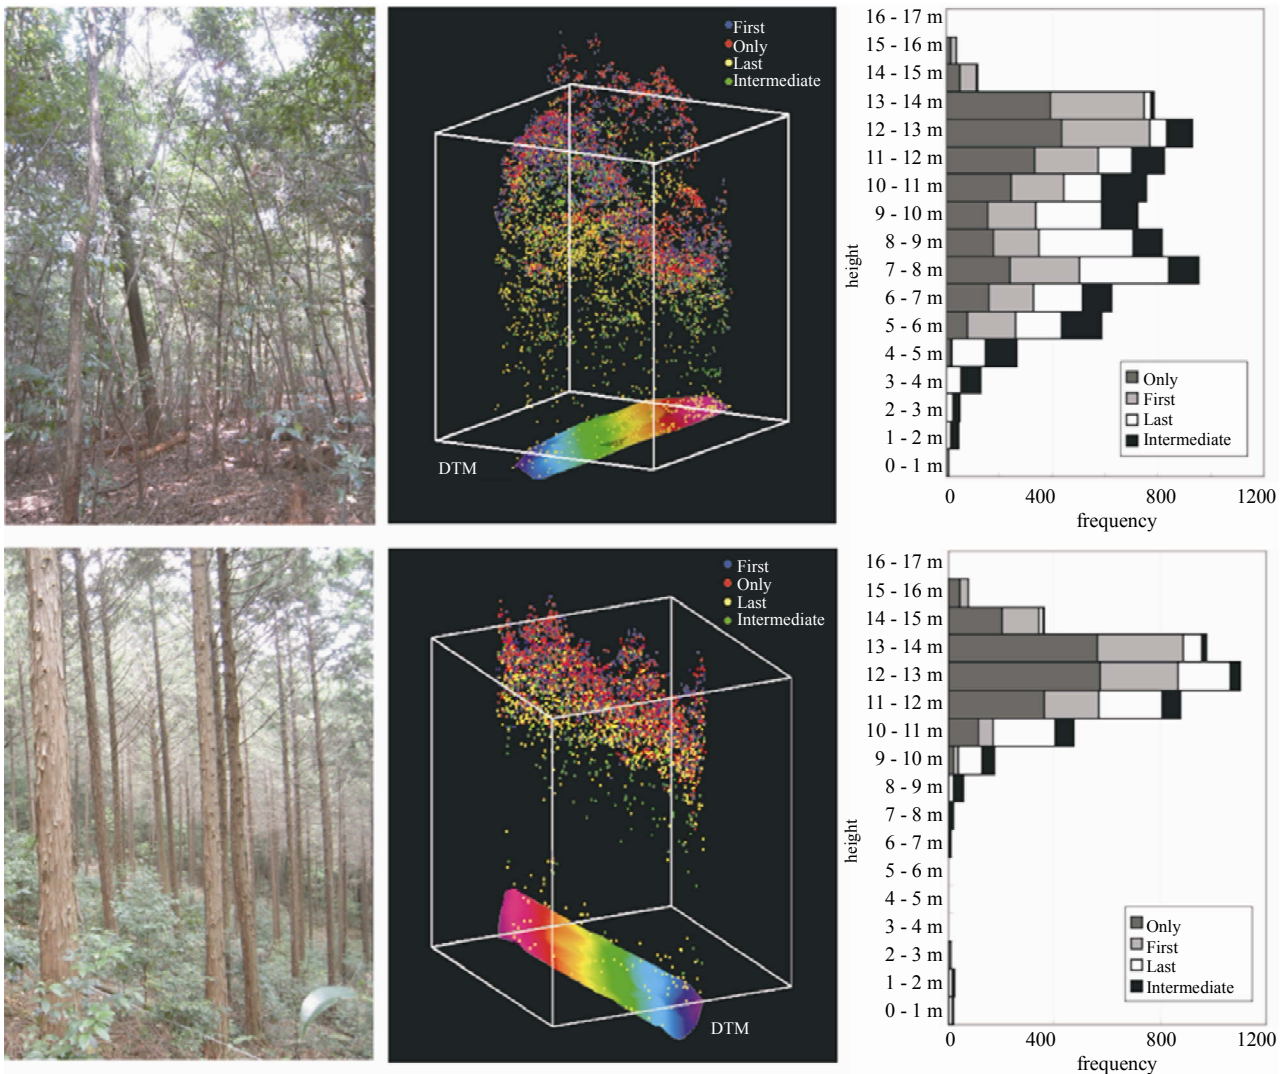 First
Only
Last
Intermediate
DTM
16 - 17 m
15 - 16 m
14 - 15 m
13 - 14 m
12 - 13 m
11 - 12 m
10 - 11 m
9 - 10 m
8 - 9 m
7 - 8 m
6 - 7 m
5 - 6 m
4 - 5 m
3 - 4 m
2 - 3 m
1 - 2 m
0 - 1 m
height
Only
First
Last
Intermediate
0 400 800 1200
frequency
First
Only
Last
Intermediate
DTM
16 - 17 m
15 - 16 m
14 - 15 m
13 - 14 m
12 - 13 m
11 - 12 m
10 - 11 m
9 - 10 m
8 - 9 m
7 - 8 m
6 - 7 m
5 - 6 m
4 - 5 m
3 - 4 m
2 - 3 m
1 - 2 m
0 - 1 m
height
Only
First
Last
Intermediate
0 400 800 1200
frequency